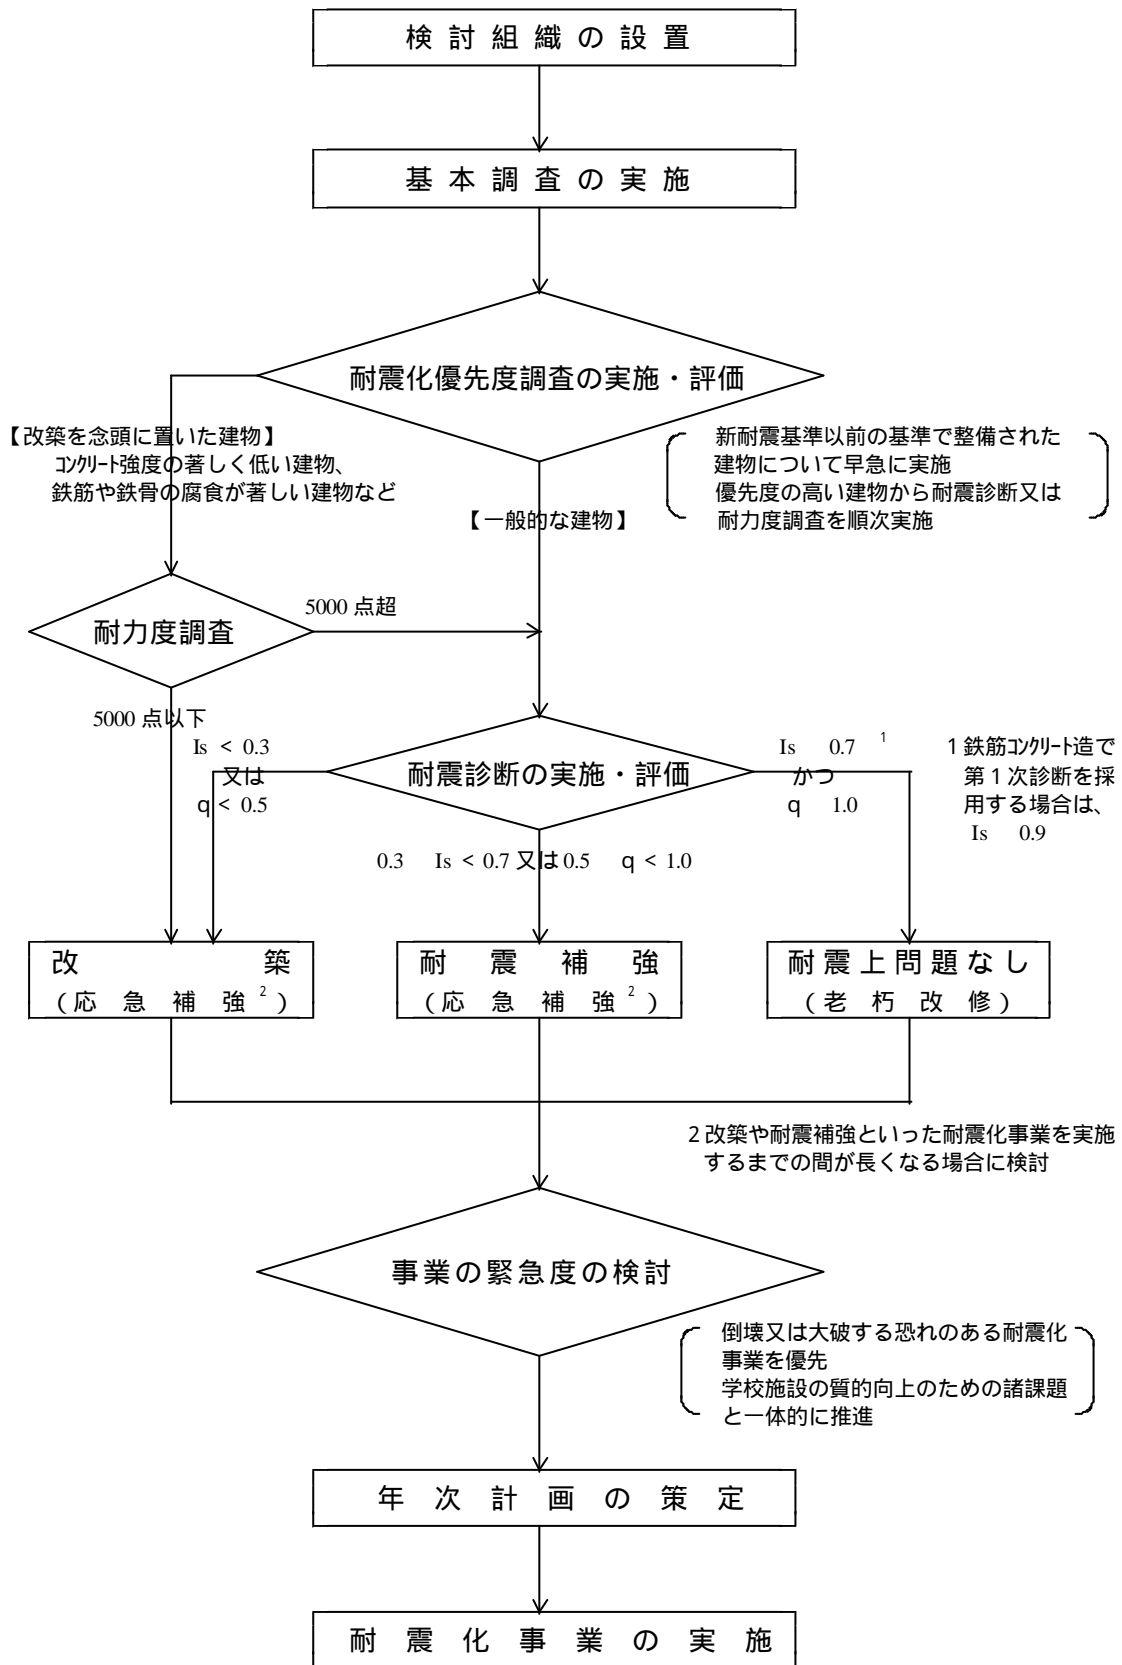 検討組織の設置
基本調査の実施
耐震化優先度調査の実施・評価
【改築を念頭に置いた建物】
コンクリート強度の著しく低い建物、
鉄筋や鉄骨の腐食が著しい建物など
新耐震基準以前の基準で整備された
建物について早急に実施
優先度の高い建物から耐震診断又は
耐力度調査を順次実施
【一般的な建物】
5000 点超
耐力度調査
5000 点以下
Is < 0.3
又は
q < 0.5
耐震診断の実施・評価
Is 0.7 1
かつ
q 1.0
1 鉄筋コンクリート造で
第1次診断を採
用する場合は、
Is 0.9
0.3 Is < 0.7 又は 0.5 q < 1.0
改築
(応急補強2)
耐震補強
(応急補強2)
耐震上問題なし
(老朽改修)
2 改築や耐震補強といった耐震化事業を実施
するまでの間が長くなる場合に検討
事業の緊急度の検討
倒壊又は大破する恐れのある耐震化
事業を優先
学校施設の質的向上のための諸課題
と一体的に推進
年次計画の策定
耐震化事業の実施